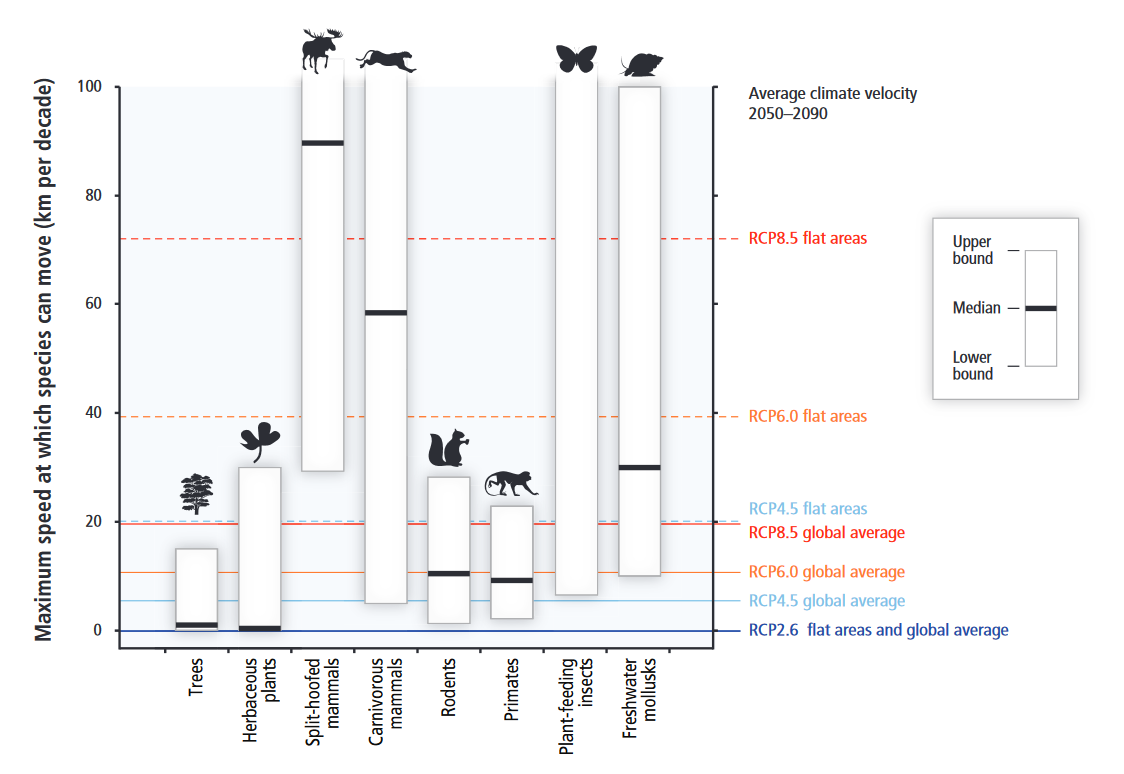 Maximum speed at which species can move (km per decade)
100
80
60
40
20
0
Average climate velocity
2050–2090
RCP8.5 flat areas
RCP6.0 flat areas
RCP4.5 flat areas
RCP8.5 global average
RCP6.0 global average
RCP4.5 global average
RCP2.6 flat areas and global average
Upper
bound
Median
Lower
bound
Trees
Herbaceous
plants
Split-hoofed
mammals
Carnivorous
mammals
Rodents
Primates
Plant-feeding
insects
Freshwater
mollusks